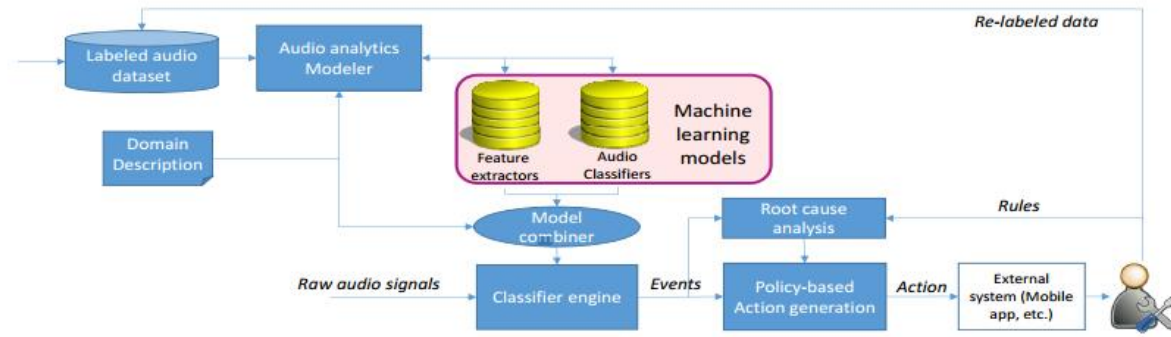 Re-labeled data
Labeled audio
dataset
Audio analytics
Modeler
Machine
learning
models
Feature
extractors
Audio
Classifiers
Domain
Description
Model
combiner
Root cause
analysis
Rules
Raw audio signals
Classifier engine
Events
Policy-based
Action generation
Action
External
system (Mobile
app, etc.)